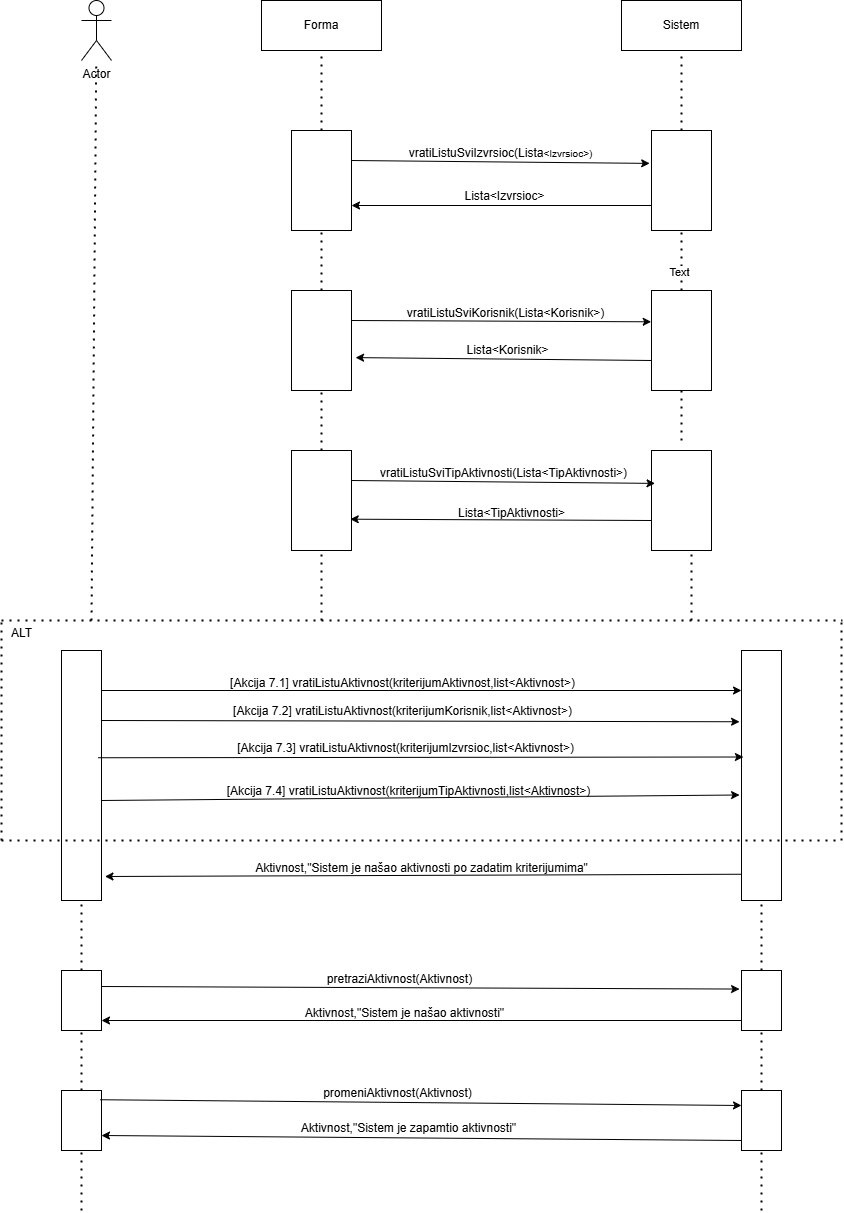 Actor
Forma
Sistem
vratiListuSviIzvrsioc(Lista<Izvrsioc>)
Lista<Izvrsioc>
Text
vratiListuSviKorisnik(Lista<Korisnik>)
Lista<Korisnik>
vratiListuSviTipAktivnosti(Lista<TipAktivnosti>)
Lista<TipAktivnosti>
ALT
[Akcija 7.1] vratiListuAktivnost(kriterijumAktivnost,list<Aktivnost>)
[Akcija 7.2] vratiListuAktivnost(kriterijumKorisnik,list<Aktivnost>)
[Akcija 7.3] vratiListuAktivnost(kriterijumIzvrsioc,list<Aktivnost>)
[Akcija 7.4] vratiListuAktivnost(kriterijumTipAktivnosti,list<Aktivnost>)
Aktivnost,"Sistem je našao aktivnosti po zadatim kriterijumima"
pretraziAktivnost(Aktivnost)
Aktivnost,"Sistem je našao aktivnosti"
promeniAktivnost(Aktivnost)
Aktivnost,"Sistem je zapamtio aktivnosti"